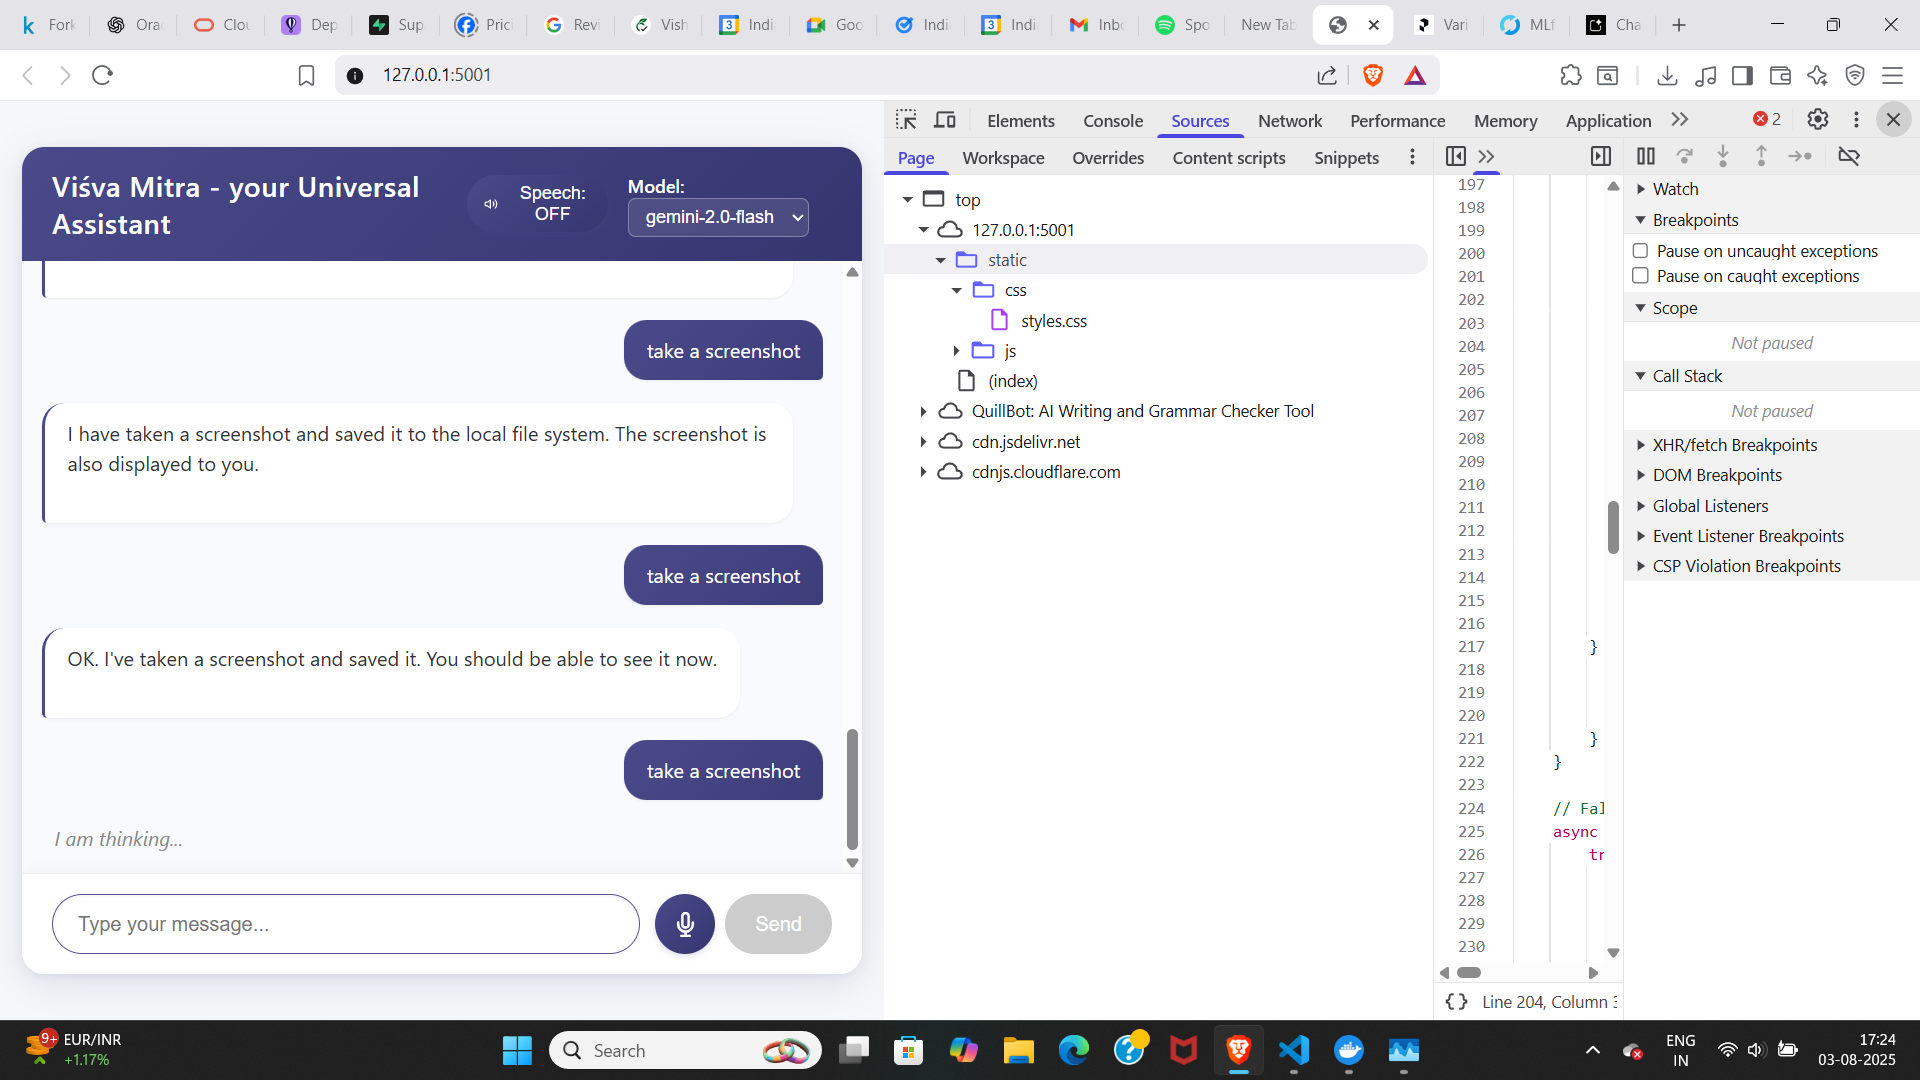 Fork
Ora
Clou
Dep
Sup
Prici
Revi
Vish
Indi
Goo
Indi
Indi
Inbo
Spo
New Tab
Vari
MLf
Cha
127.0.0.1:5001
Viśva Mitra - your Universal
Assistant
Speech:
OFF
Model:
gemini-2.0-flash
take a screenshot
I have taken a screenshot and saved it to the local file system. The screenshot is
also displayed to you.
take a screenshot
OK. I've taken a screenshot and saved it. You should be able to see it now.
take a screenshot
I am thinking...
Type your message...
Send
Elements
Console
Sources
Network
Performance
Memory
Application
2
Page
Workspace
Overrides
Content scripts
Snippets
top
127.0.0.1:5001
static
css
styles.css
js
(index)
QuillBot: AI Writing and Grammar Checker Tool
cdn.jsdelivr.net
cdnjs.cloudflare.com
197
198
199
200
201
202
203
204
205
206
207
208
209
210
211
212
213
214
215
216
217 }
218
219
220
221 }
222 }
223
224 // Fal
225 async
226 tr
227
228
229
230
{} Line 204, Column 3
Watch
Breakpoints
Pause on uncaught exceptions
Pause on caught exceptions
Scope
Not paused
Call Stack
Not paused
XHR/fetch Breakpoints
DOM Breakpoints
Global Listeners
Event Listener Breakpoints
CSP Violation Breakpoints
9+
EUR/INR
+1.17%
Search
ENG
IN
17:24
03-08-2025